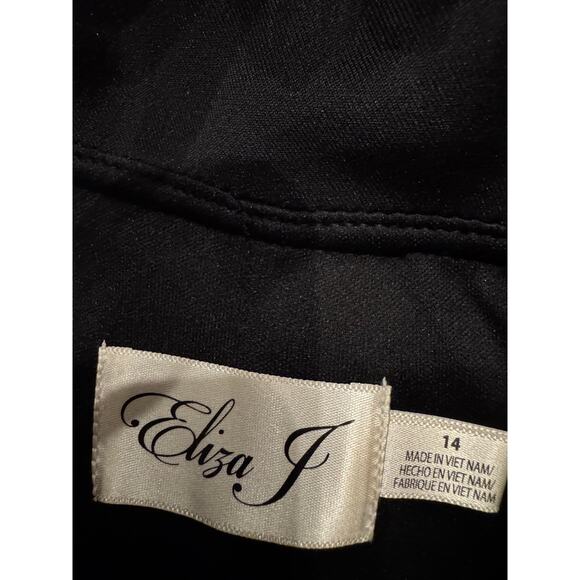 Eliza J
14
MADE IN VIET NAM/
HECHO EN VIET NAM/
FABRIQUE EN VIET NAM